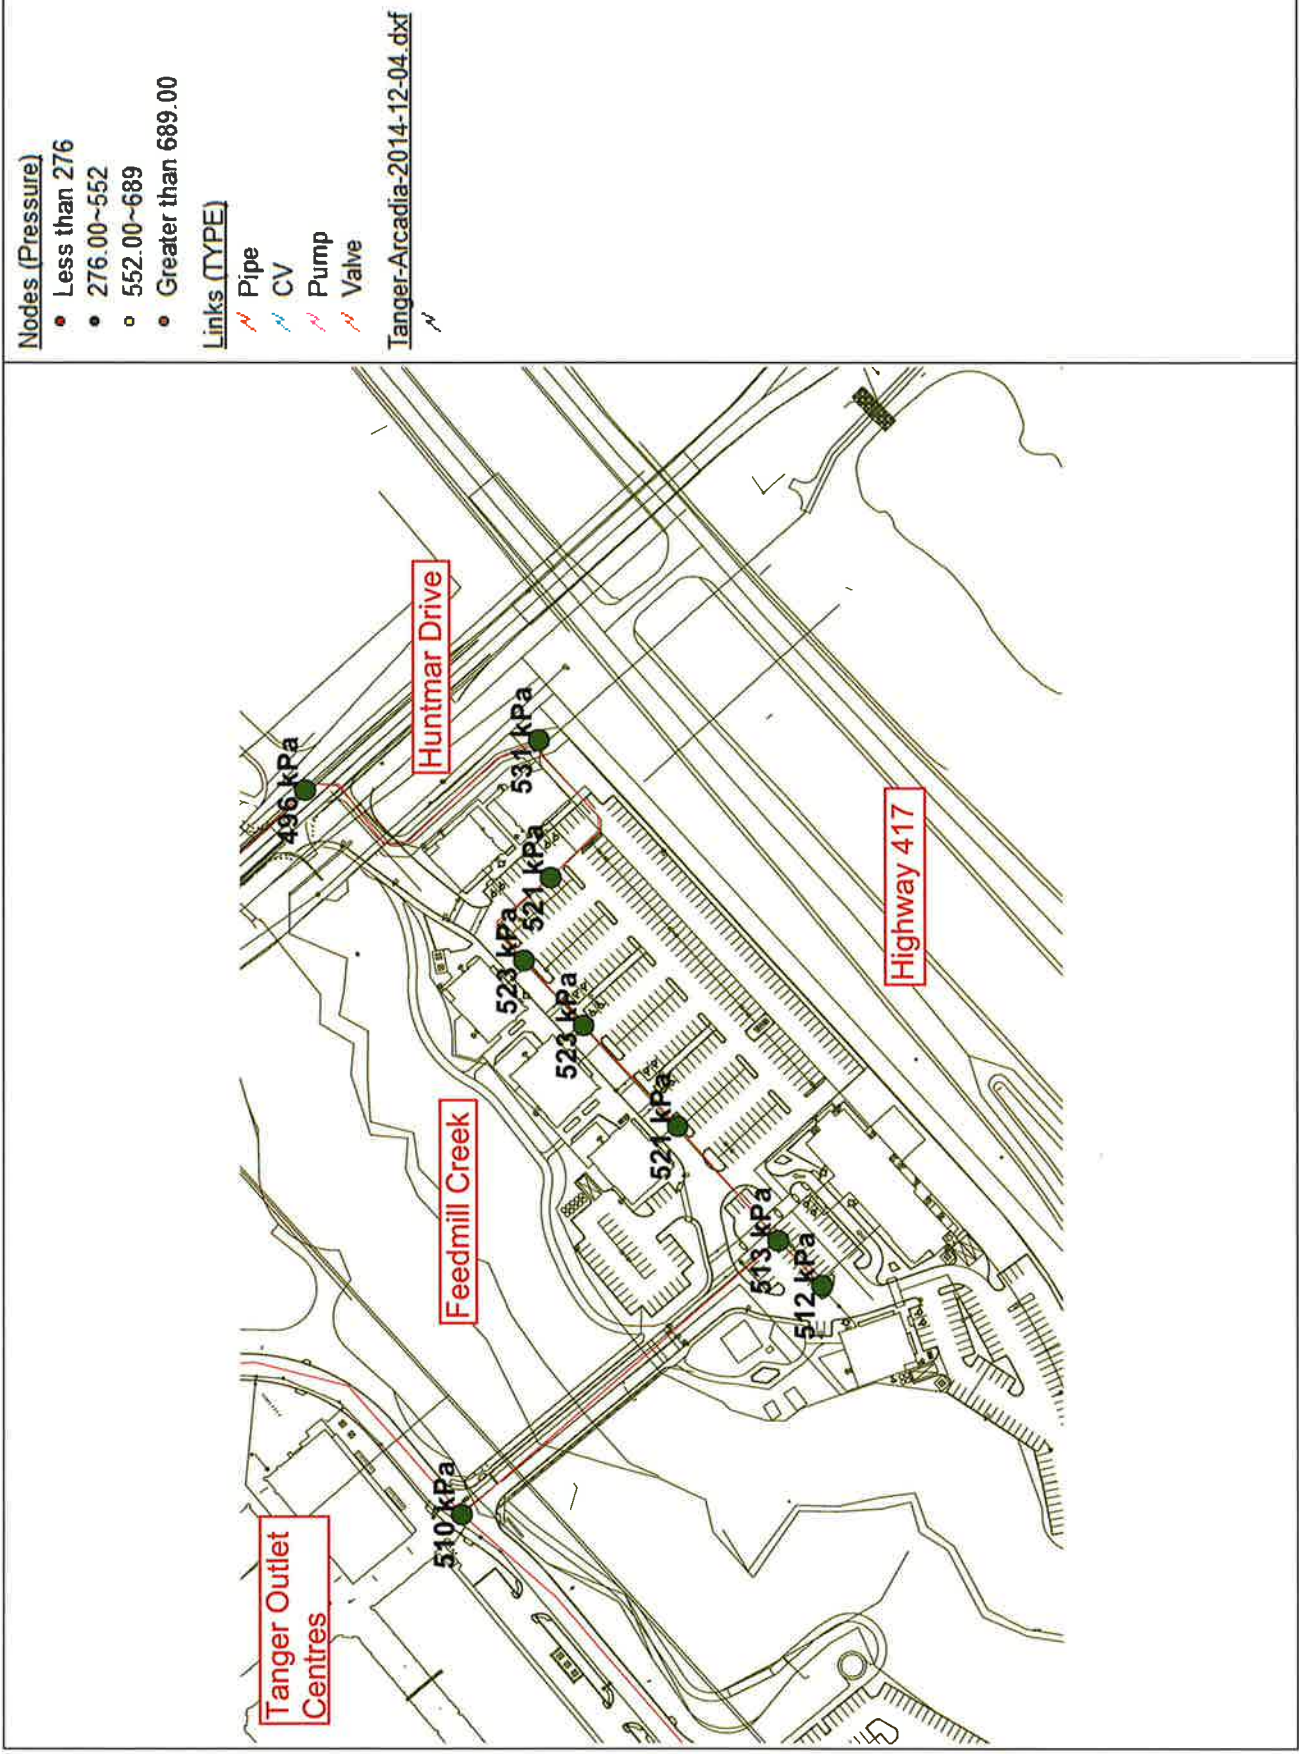 Nodes (Pressure)
Less than 276
276.00~552
552.00~689
Greater than 689.00
Links (TYPE)
Pipe
CV
Pump
Valve
Tanger-Arcadia-2014-12-04.dxf
Tanger Outlet
Centres
Feedmill Creek
Huntmar Drive
Highway 417
510 kPa
496 kPa
531 kPa
521 kPa
523 kPa
523 kPa
521 kPa
513 kPa
512 kPa